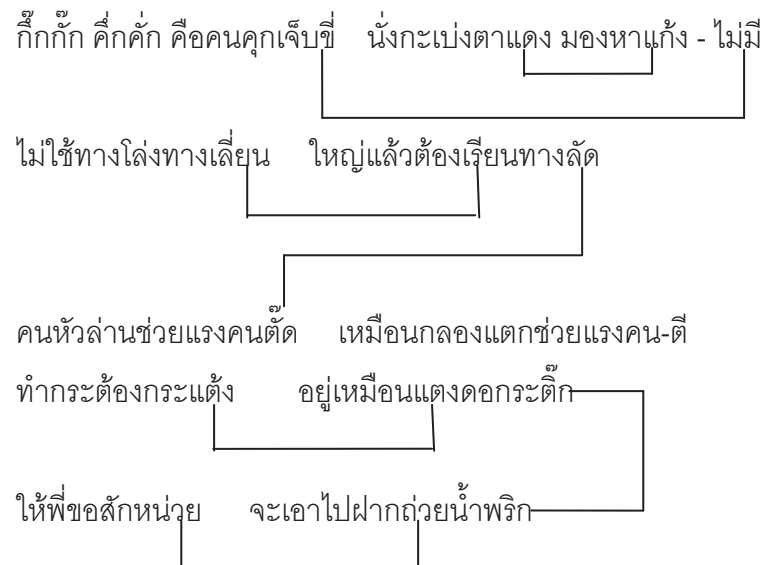 กึ๊กกั๊ก คึ่กคั่ก คือคนคุกเจ็บขี่ นั่งกะเบ่งตาแดง มองหาแก้ง - ไม่มี
ไม่ใช้ทางโล่งทางเลี่ยน ใหญ่แล้วต้องเรียนทางลัด
คนหัวล่านช่วยแรงคนตั๊ด เหมือนกลองแตกช่วยแรงคน-ตี
ทำกระต้องกระแต้ง อยู่เหมือนแตงดอกระติ๊ก
ให้พี่ขอสักหน่วย จะเอาไปฝากถ่วยน้ำพริก